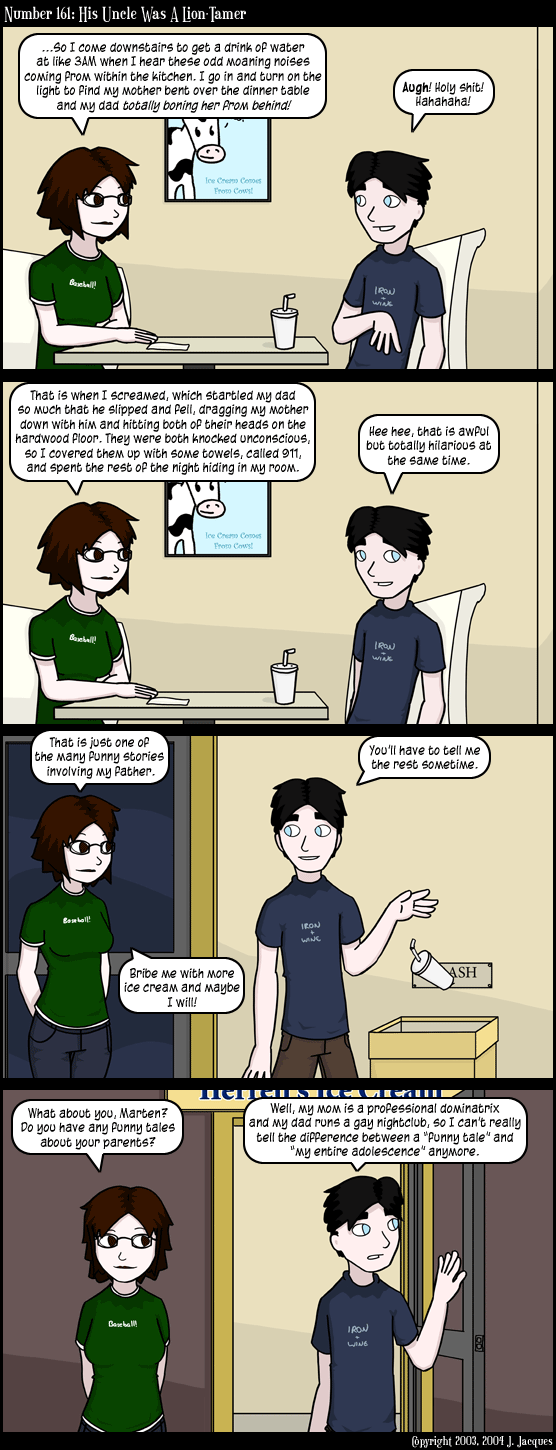 Number 161: His Uncle Was A Lion-Tamer
...So I come downstairs to get a drink of water
at like 3AM when I hear these odd moaning noises
coming from within the kitchen. I go in and turn on the
light to find my mother bent over the dinner table
and my dad totally boning her from behind!
Augh! Holy shit!
Hahahaha!
Ice Cream Comes
From Cows!
Baseball!
IRON
+
WINE
That is when I screamed, which startled my dad
so much that he slipped and fell, dragging my mother
down with him and hitting both of their heads on the
hardwood floor. They were both knocked unconscious,
so I covered them up with some towels, called 911,
and spent the rest of the night hiding in my room.
Hee hee, that is awful
but totally hilarious at
the same time.
Ice Cream Comes
From Cows!
Baseball!
IRON
+
WINE
That is just one of
the many funny stories
involving my father.
You'll have to tell me
the rest sometime.
Baseball!
IRON
+
WINE
Bribe me with more
ice cream and maybe
I will!
ASH
Herrell's Ice Cream
What about you, Marten?
Do you have any funny tales
about your parents?
Well, my mom is a professional dominatrix
and my dad runs a gay nightclub, so I can't really
tell the difference between a "funny tale" and
"my entire adolescence" anymore.
Baseball!
IRON
+
WINE
Copyright 2003, 2004 J. Jacques